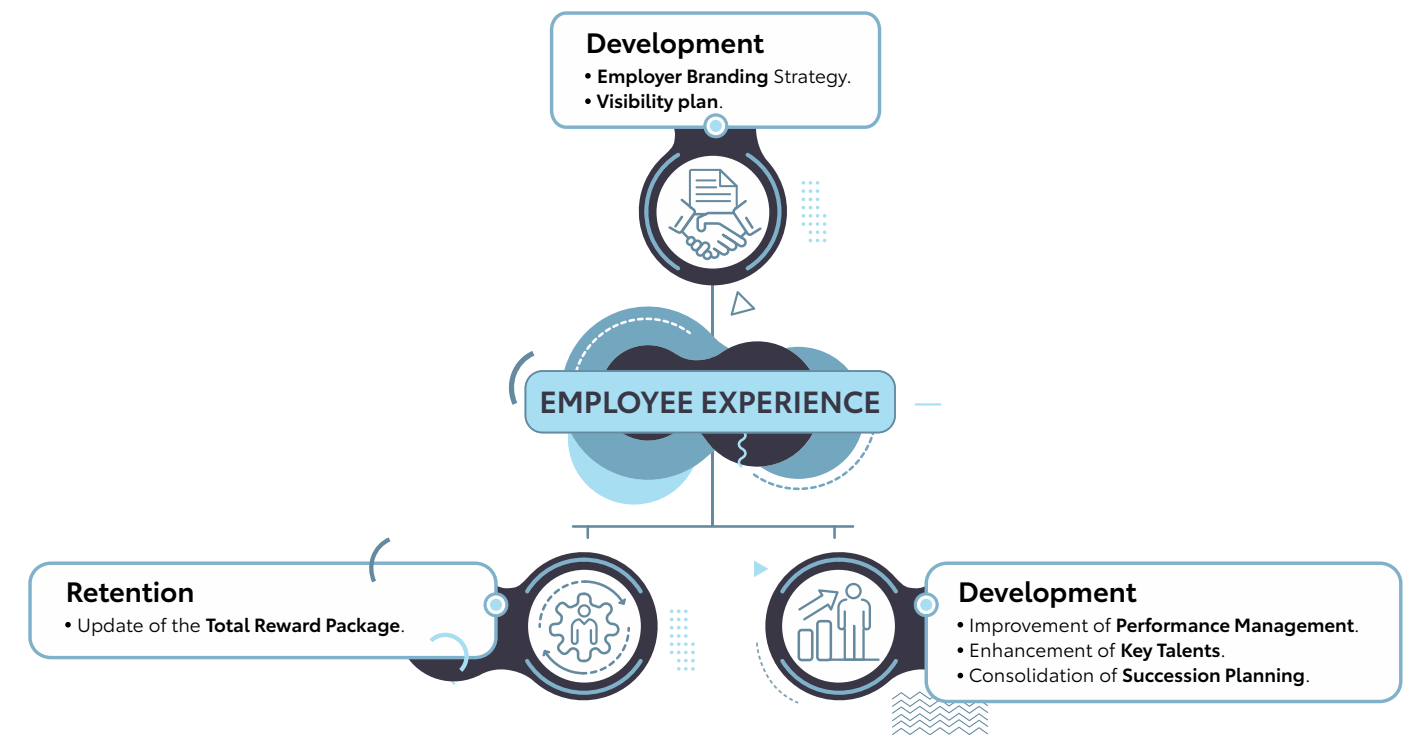 Development
• Employer Branding Strategy.
• Visibility plan.
EMPLOYEE EXPERIENCE
Retention
• Update of the Total Reward Package.
Development
• Improvement of Performance Management.
• Enhancement of Key Talents.
• Consolidation of Succession Planning.